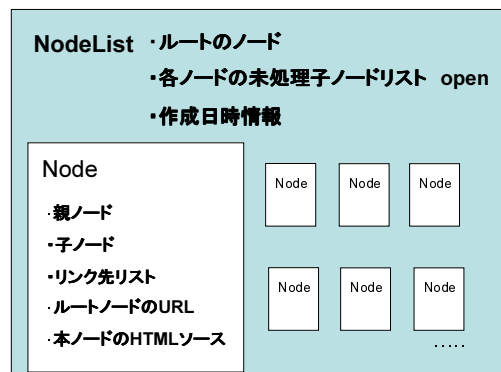 NodeList ・ルートのノード
・各ノードの未処理子ノードリスト open
・作成日時情報
Node
・親ノード
・子ノード
・リンク先リスト
・ルートノードのURL
・本ノードのHTMLソース
Node Node Node
Node Node Node
.....